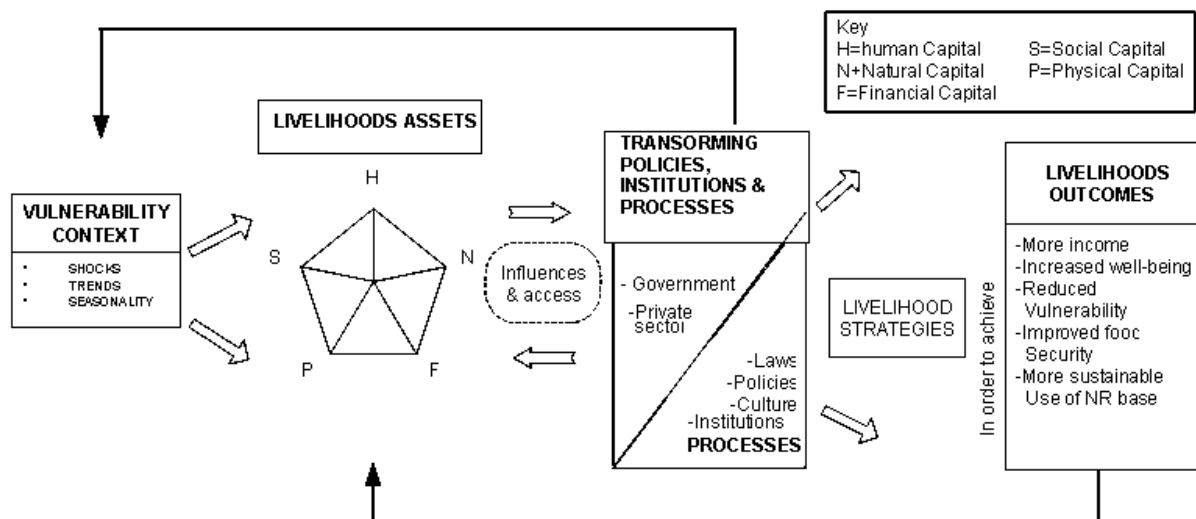 Key
H=human Capital S=Social Capital
N+Natural Capital P=Physical Capital
F=Financial Capital
LIVELIHOODS ASSETS
H
S
N
P
F
VULNERABILITY
CONTEXT
· SHOCKS
· TRENDS
· SEASONALITY
Influences
& access
TRANSORMING
POLICIES,
INSTITUTIONS &
PROCESSES
- Government
-Private
sector
-Laws
-Policies
-Culture
-Institutions
PROCESSES
LIVELIHOOD
STRATEGIES
In order to achieve
LIVELIHOODS
OUTCOMES
-More income
-Increased well-being
-Reduced
Vulnerability
-Improved fooc
Security
-More sustainable
Use of NR base